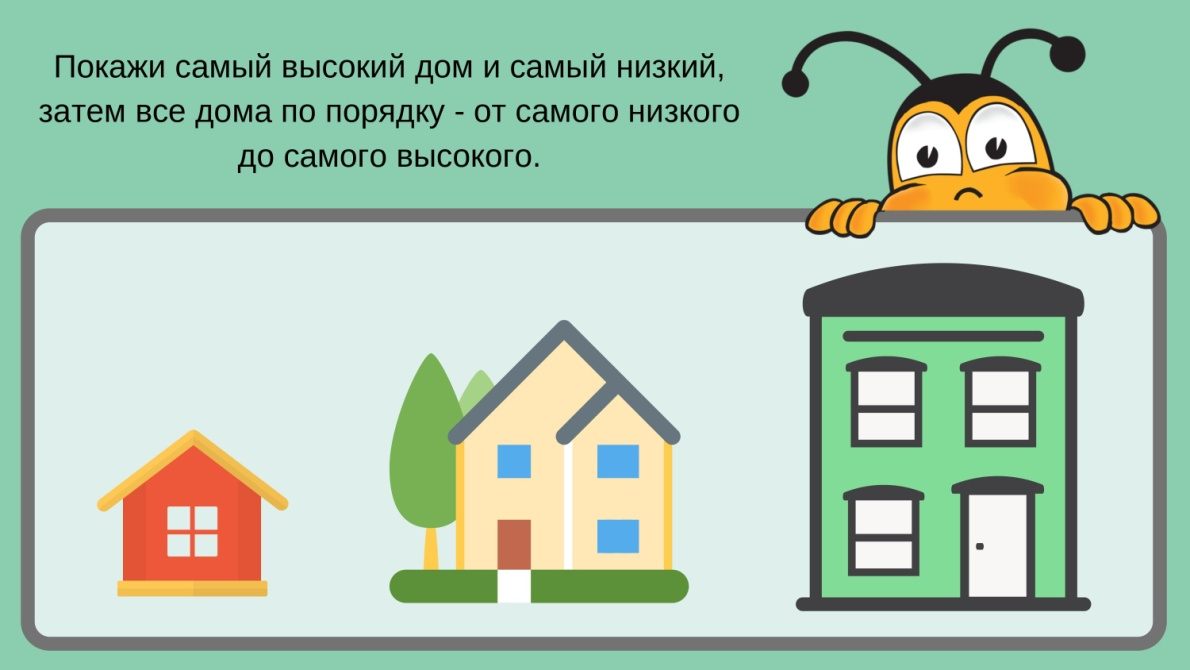 Покажи самый высокий дом и самый низкий,
затем все дома по порядку - от самого низкого
до самого высокого.